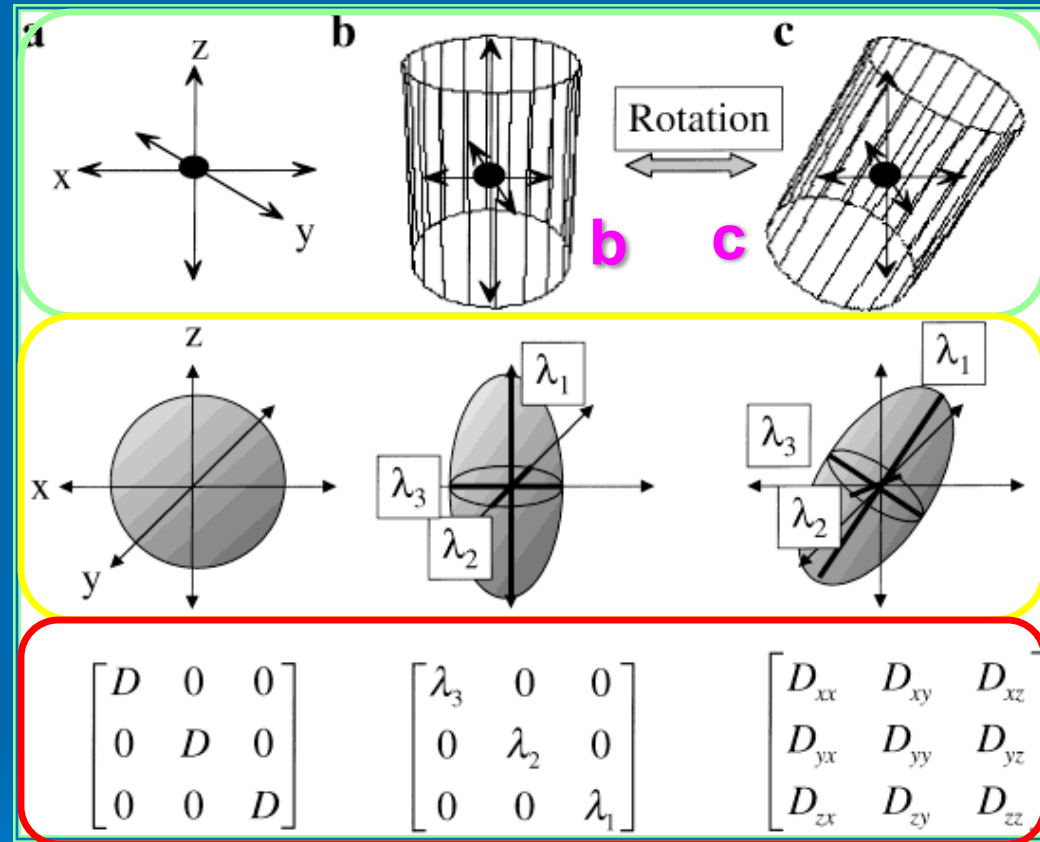 a b c
z
x
y
Rotation
b c
z
x
y
λ₁
λ₃
λ₂
λ₁
λ₃
λ₂
D 0 0
0 D 0
0 0 D
λ₃ 0 0
0 λ₂ 0
0 0 λ₁
Dxx Dxy Dxz
Dyx Dyy Dyz
Dzx Dzy Dzz